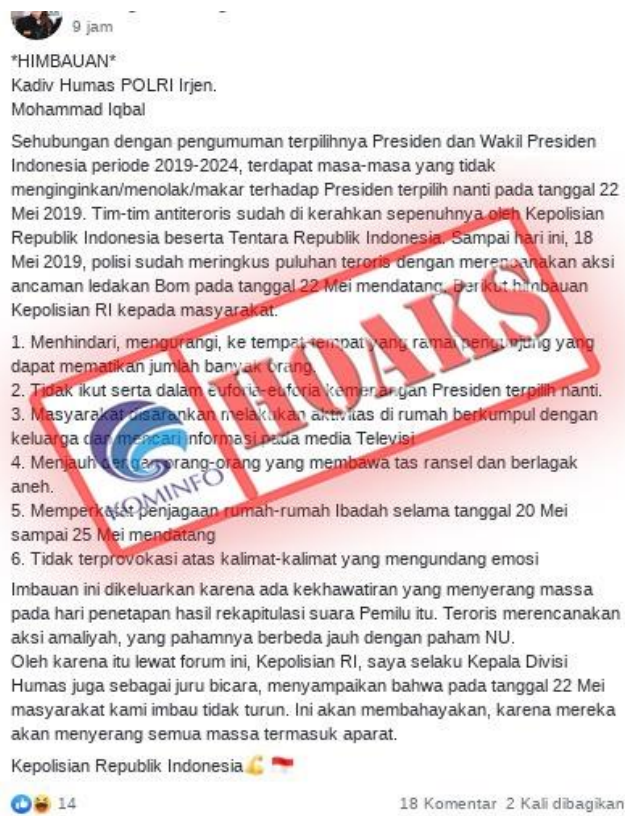 9 jam
*HIMBAUAN*
Kadiv Humas POLRI Irjen.
Mohammad Iqbal
Sehubungan dengan pengumuman terpilihnya Presiden dan Wakil Presiden
Indonesia periode 2019-2024, terdapat masa-masa yang tidak
menginginkan/menolak/makar terhadap Presiden terpilih nanti pada tanggal 22
Mei 2019. Tim-tim antiteroris sudah di kerahkan sepenuhnya oleh Kepolisian
Republik Indonesia beserta Tentara Republik Indonesia. Sampai hari ini, 18
Mei 2019, polisi sudah meringkus puluhan teroris dengan merencanakan aksi
ancaman ledakan Bom pada tanggal 22 Mei mendatang. Berikut himbauan
Kepolisian RI kepada masyarakat.
1. Menhindari, mengurangi, ke tempat-tempat yang ramai pengunjung yang
dapat mematikan jumlah banyak orang.
2. Tidak ikut serta dalam euforia-euforia kemenangan Presiden terpilih nanti.
3. Masyarakat disarankan melakukan aktivitas di rumah berkumpul dengan
keluarga dan mencari informasi pada media Televisi
4. Menjauh dengan orang-orang yang membawa tas ransel dan berlagak
aneh.
5. Memperketat penjagaan rumah-rumah Ibadah selama tanggal 20 Mei
sampai 25 Mei mendatang
6. Tidak terprovokasi atas kalimat-kalimat yang mengundang emosi
HOAKS
KOMINFO
Imbauan ini dikeluarkan karena ada kekhawatiran yang menyerang massa
pada hari penetapan hasil rekapitulasi suara Pemilu itu. Teroris merencanakan
aksi amaliyah, yang pahamnya berbeda jauh dengan paham NU.
Oleh karena itu lewat forum ini, Kepolisian RI, saya selaku Kepala Divisi
Humas juga sebagai juru bicara, menyampaikan bahwa pada tanggal 22 Mei
masyarakat kami imbau tidak turun. Ini akan membahayakan, karena mereka
akan menyerang semua massa termasuk aparat.
Kepolisian Republik Indonesia💪 🇮🇩
14
18 Komentar 2 Kali dibagikan